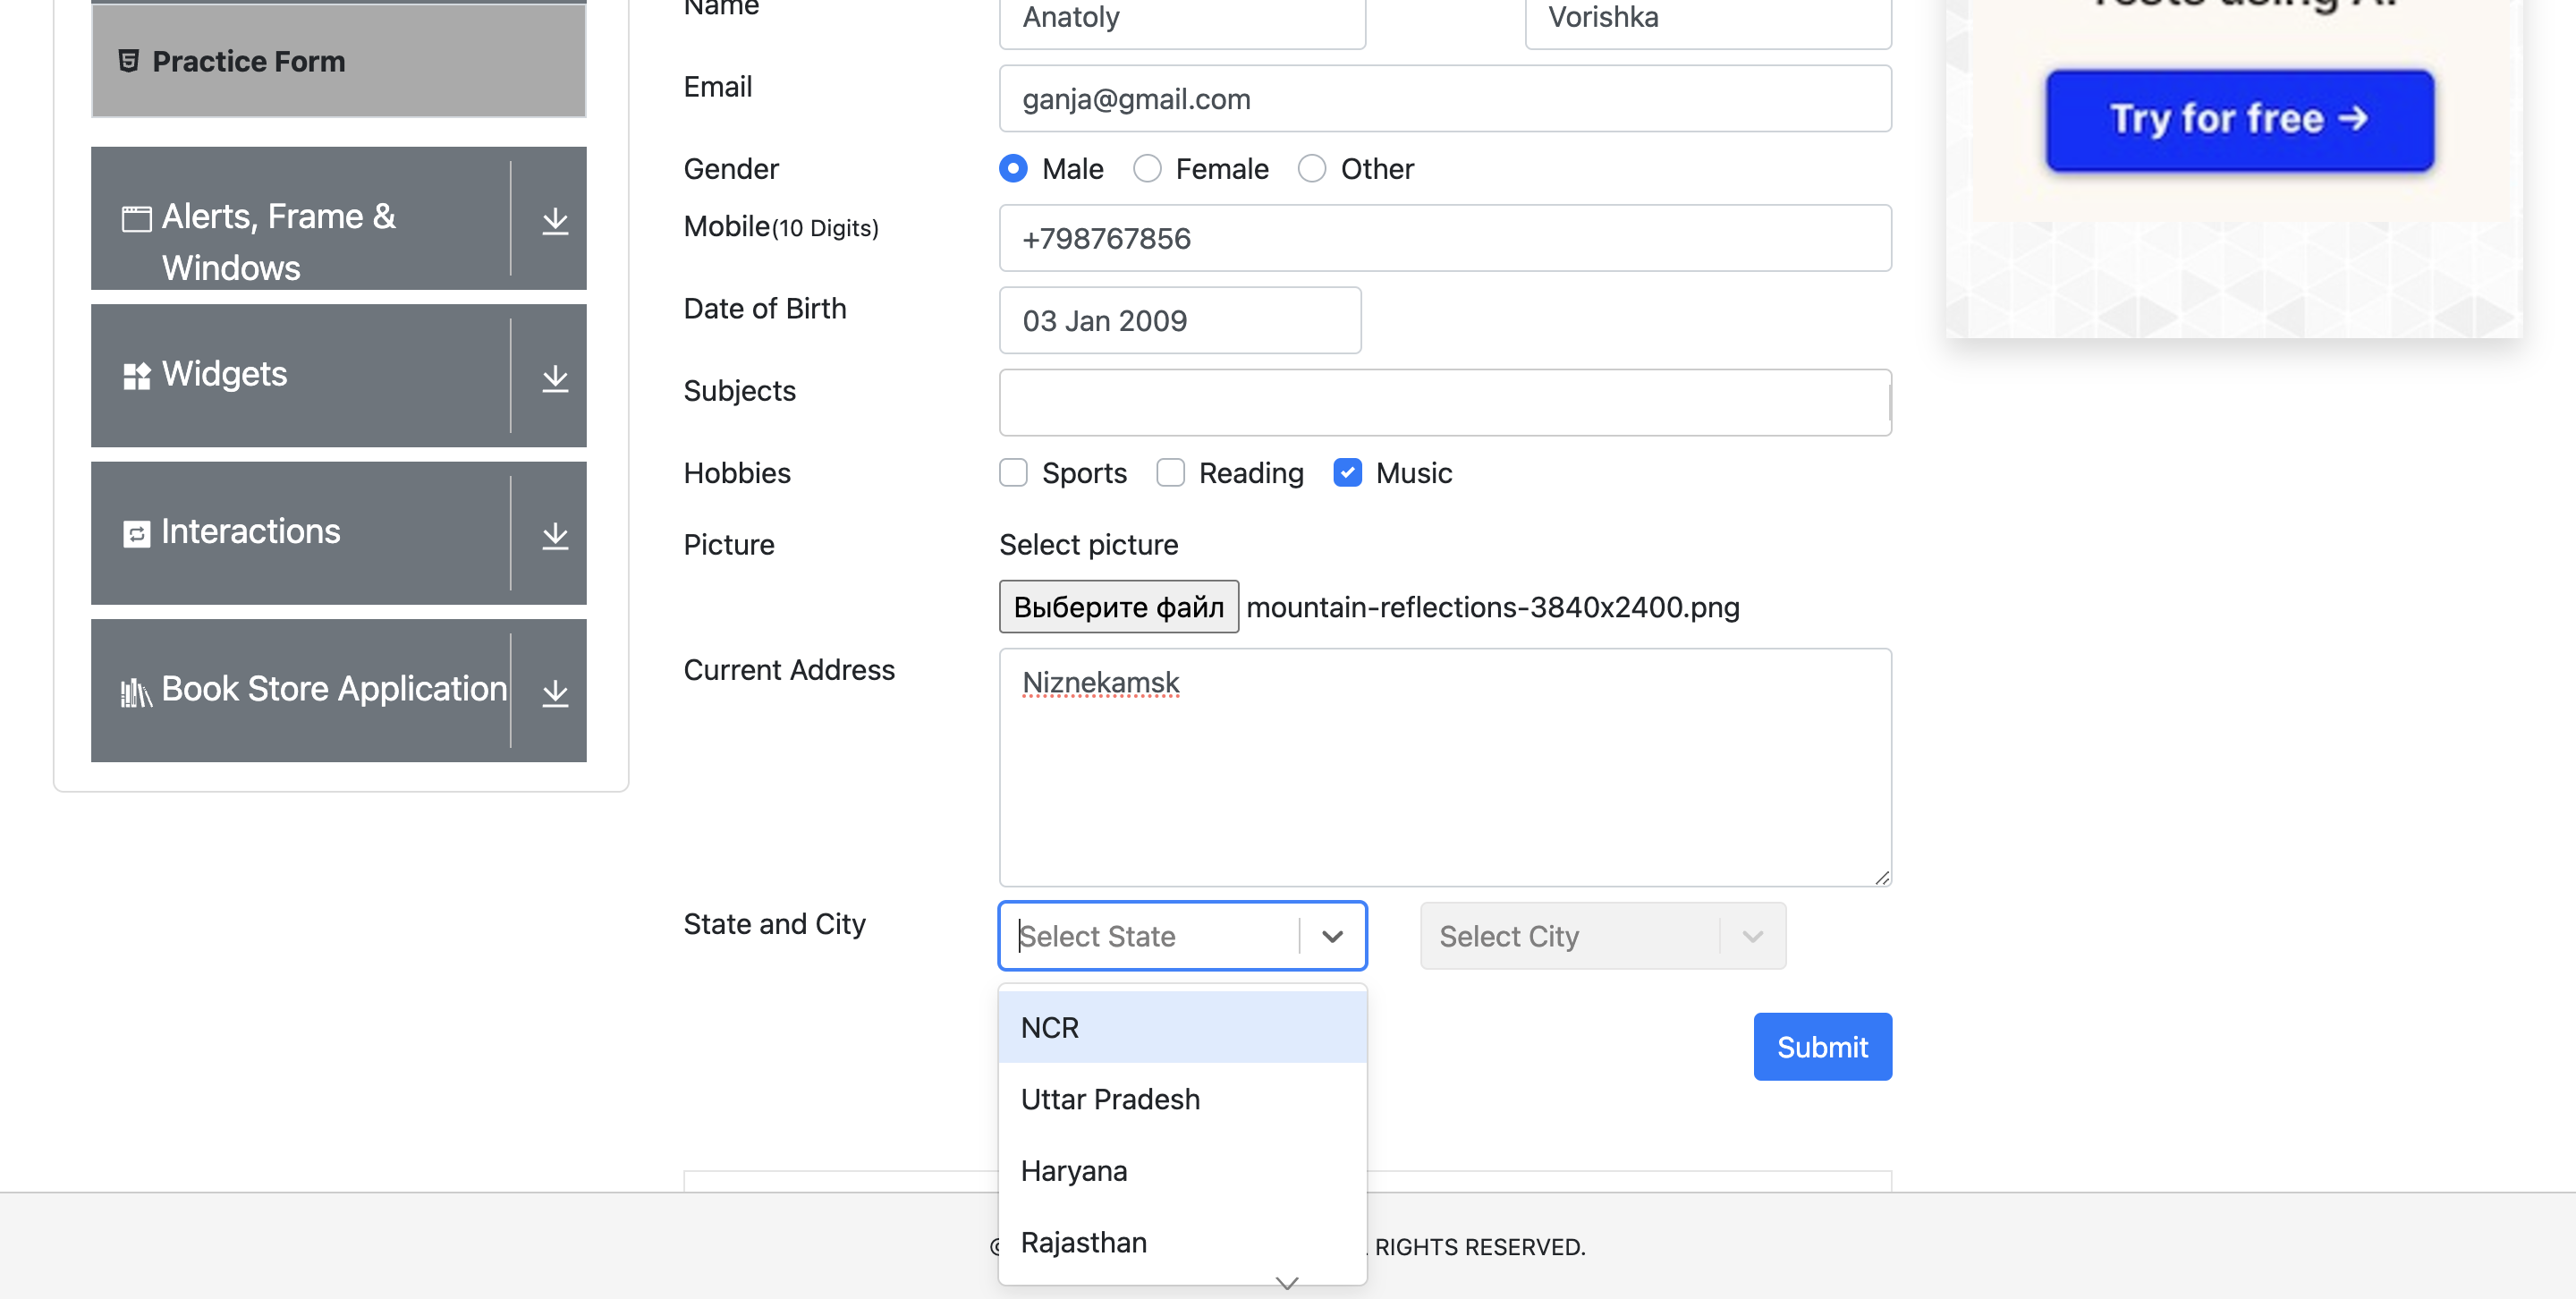 Practice Form
Alerts, Frame &
Windows
Widgets
Interactions
Book Store Application
Name
Anatoly
Vorishka
Email
ganja@gmail.com
Gender
Male
Female
Other
Mobile(10 Digits)
+798767856
Date of Birth
03 Jan 2009
Subjects
Hobbies
Sports
Reading
Music
Picture
Select picture
Выберите файл mountain-reflections-3840x2400.png
Current Address
Niznekamsk
State and City
Select State
Select City
NCR
Uttar Pradesh
Haryana
Rajasthan
Submit
RIGHTS RESERVED.
Tests using AI
Try for free →